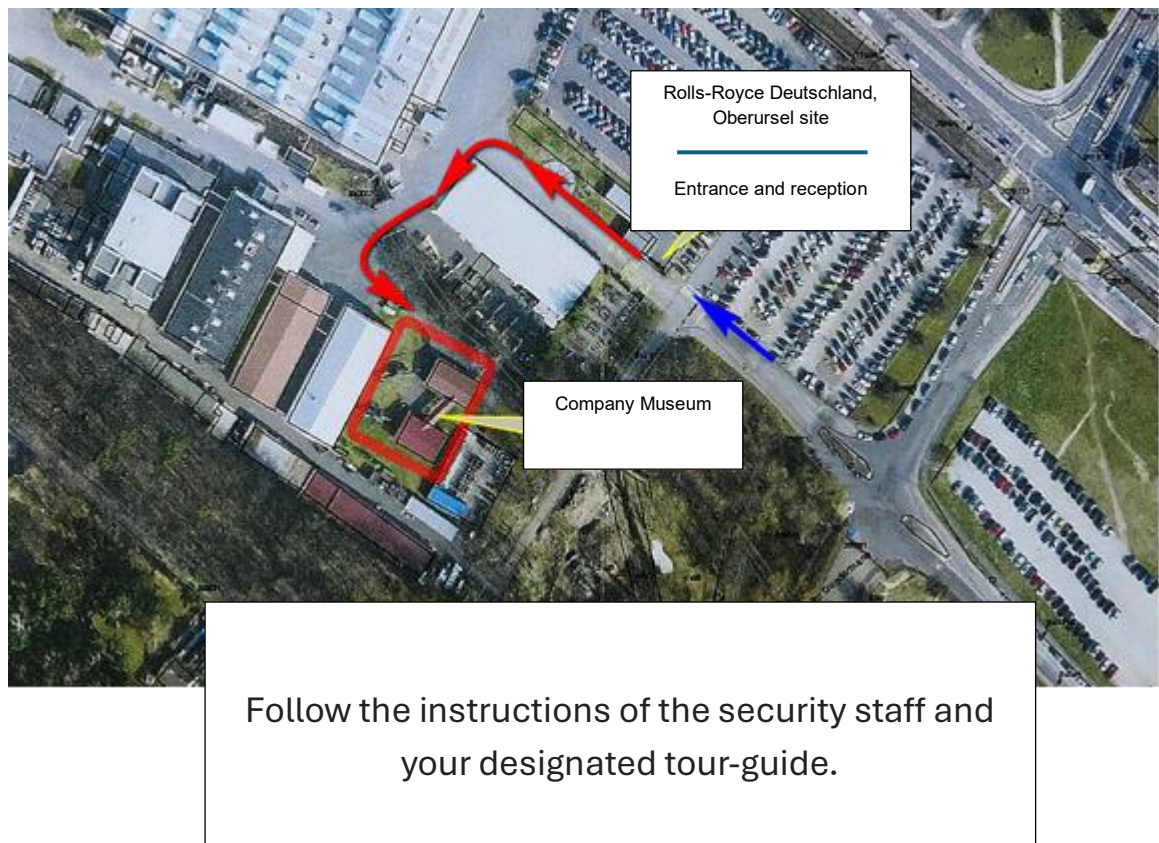 Rolls-Royce Deutschland,
Oberursel site
Entrance and reception
Company Museum
Follow the instructions of the security staff and
your designated tour-guide.